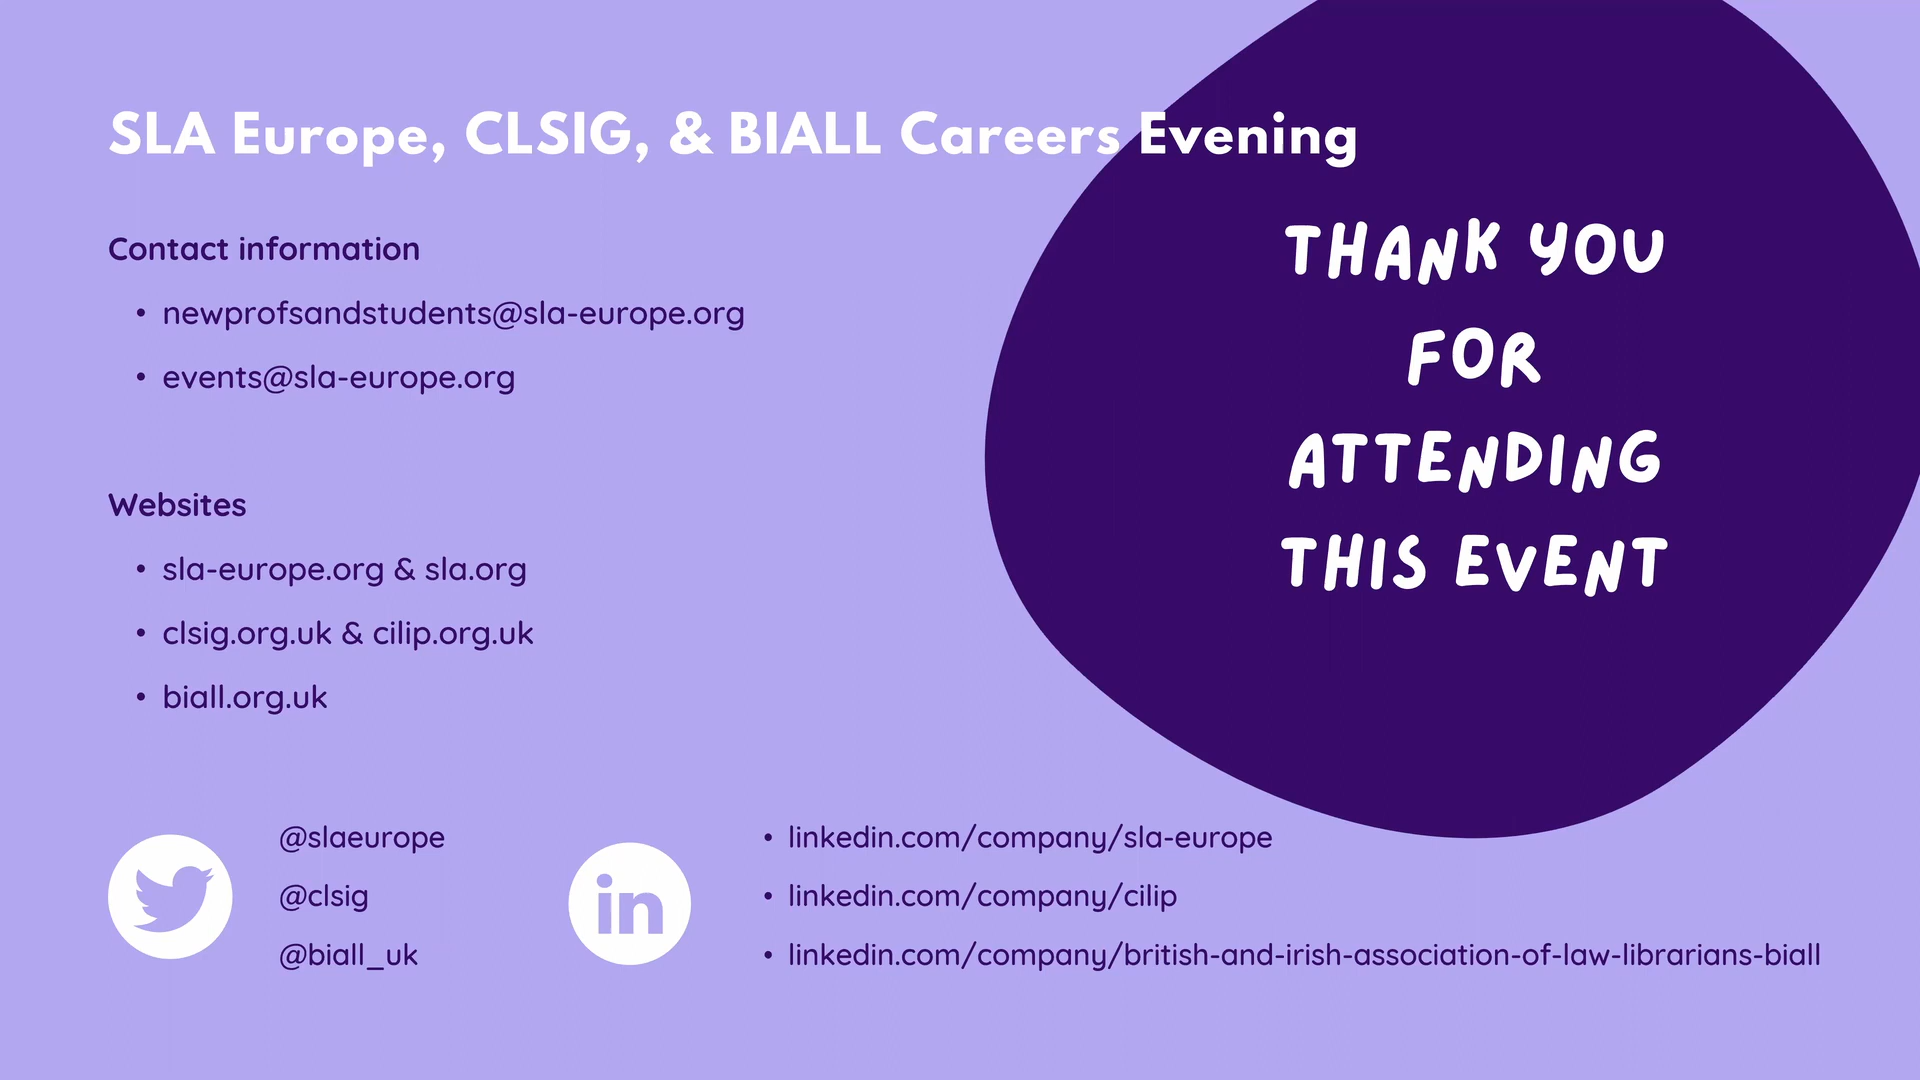 SLA Europe, CLSIG, & BIALL Careers Evening
Contact information
• newprofsandstudents@sla-europe.org
• events@sla-europe.org
Websites
• sla-europe.org & sla.org
• clsig.org.uk & cilip.org.uk
• biall.org.uk
THANK YOU
FOR
ATTENDING
THIS EVENT
@slaeurope
@clsig
@biall_uk
in
• linkedin.com/company/sla-europe
• linkedin.com/company/cilip
• linkedin.com/company/british-and-irish-association-of-law-librarians-biall